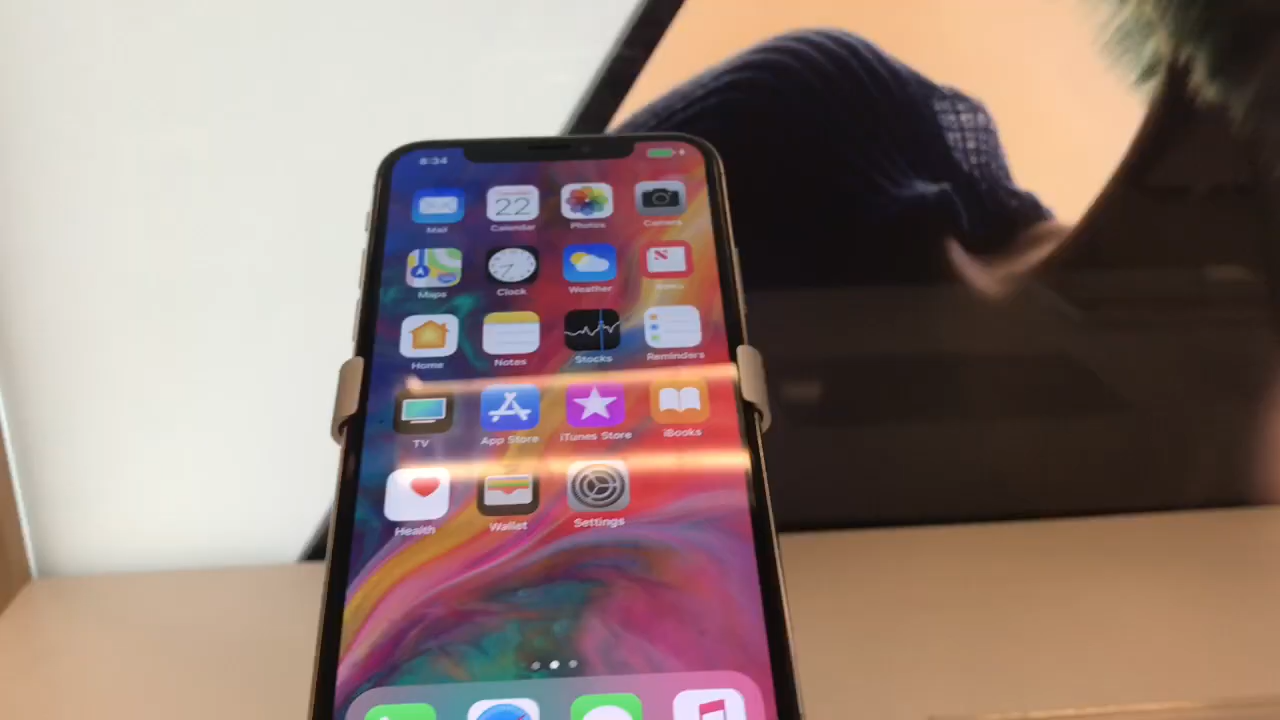 8:34
22
Mail Calendar Photos Camera
Maps Clock Weather News
Home Notes Stocks Reminders
TV App Store iTunes Store iBooks
Health Wallet Settings